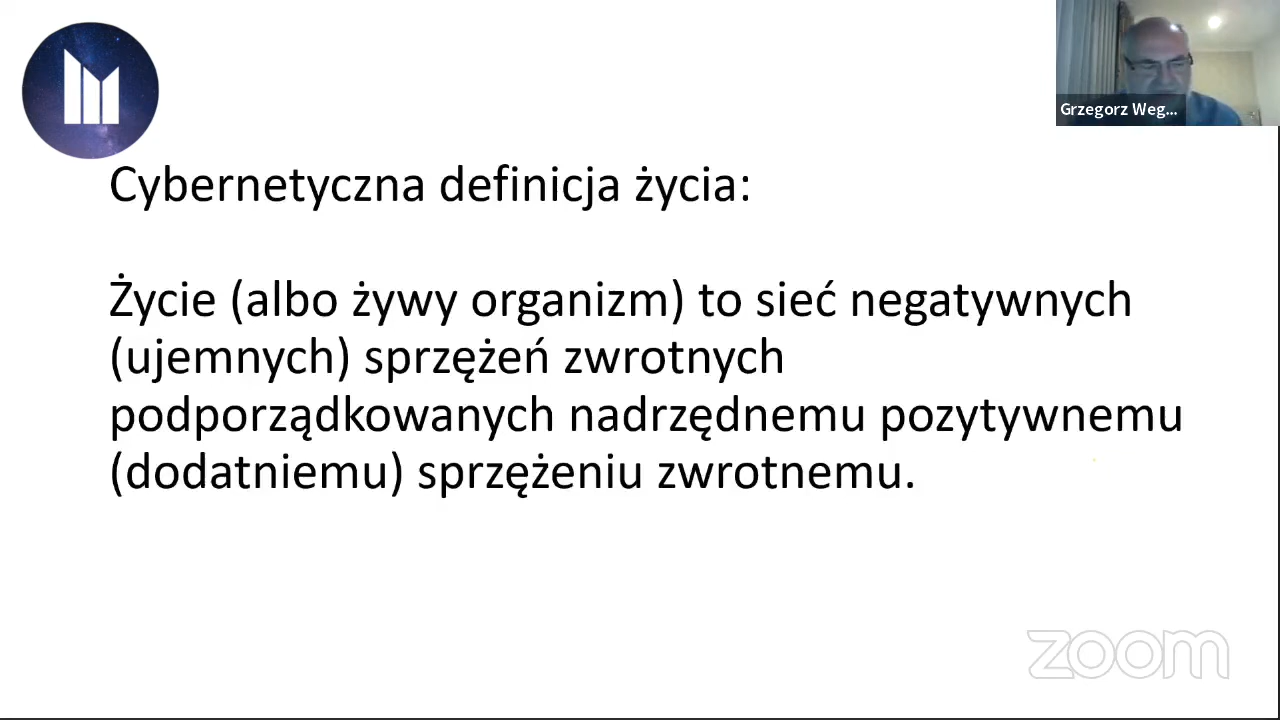 Grzegorz Weg...
Cybernetyczna definicja życia:
Życie (albo żywy organizm) to sieć negatywnych
(ujemnych) sprzężeń zwrotnych
podporządkowanych nadrzędnemu pozytywnemu
(dodatniemu) sprzężeniu zwrotnemu.
zoom